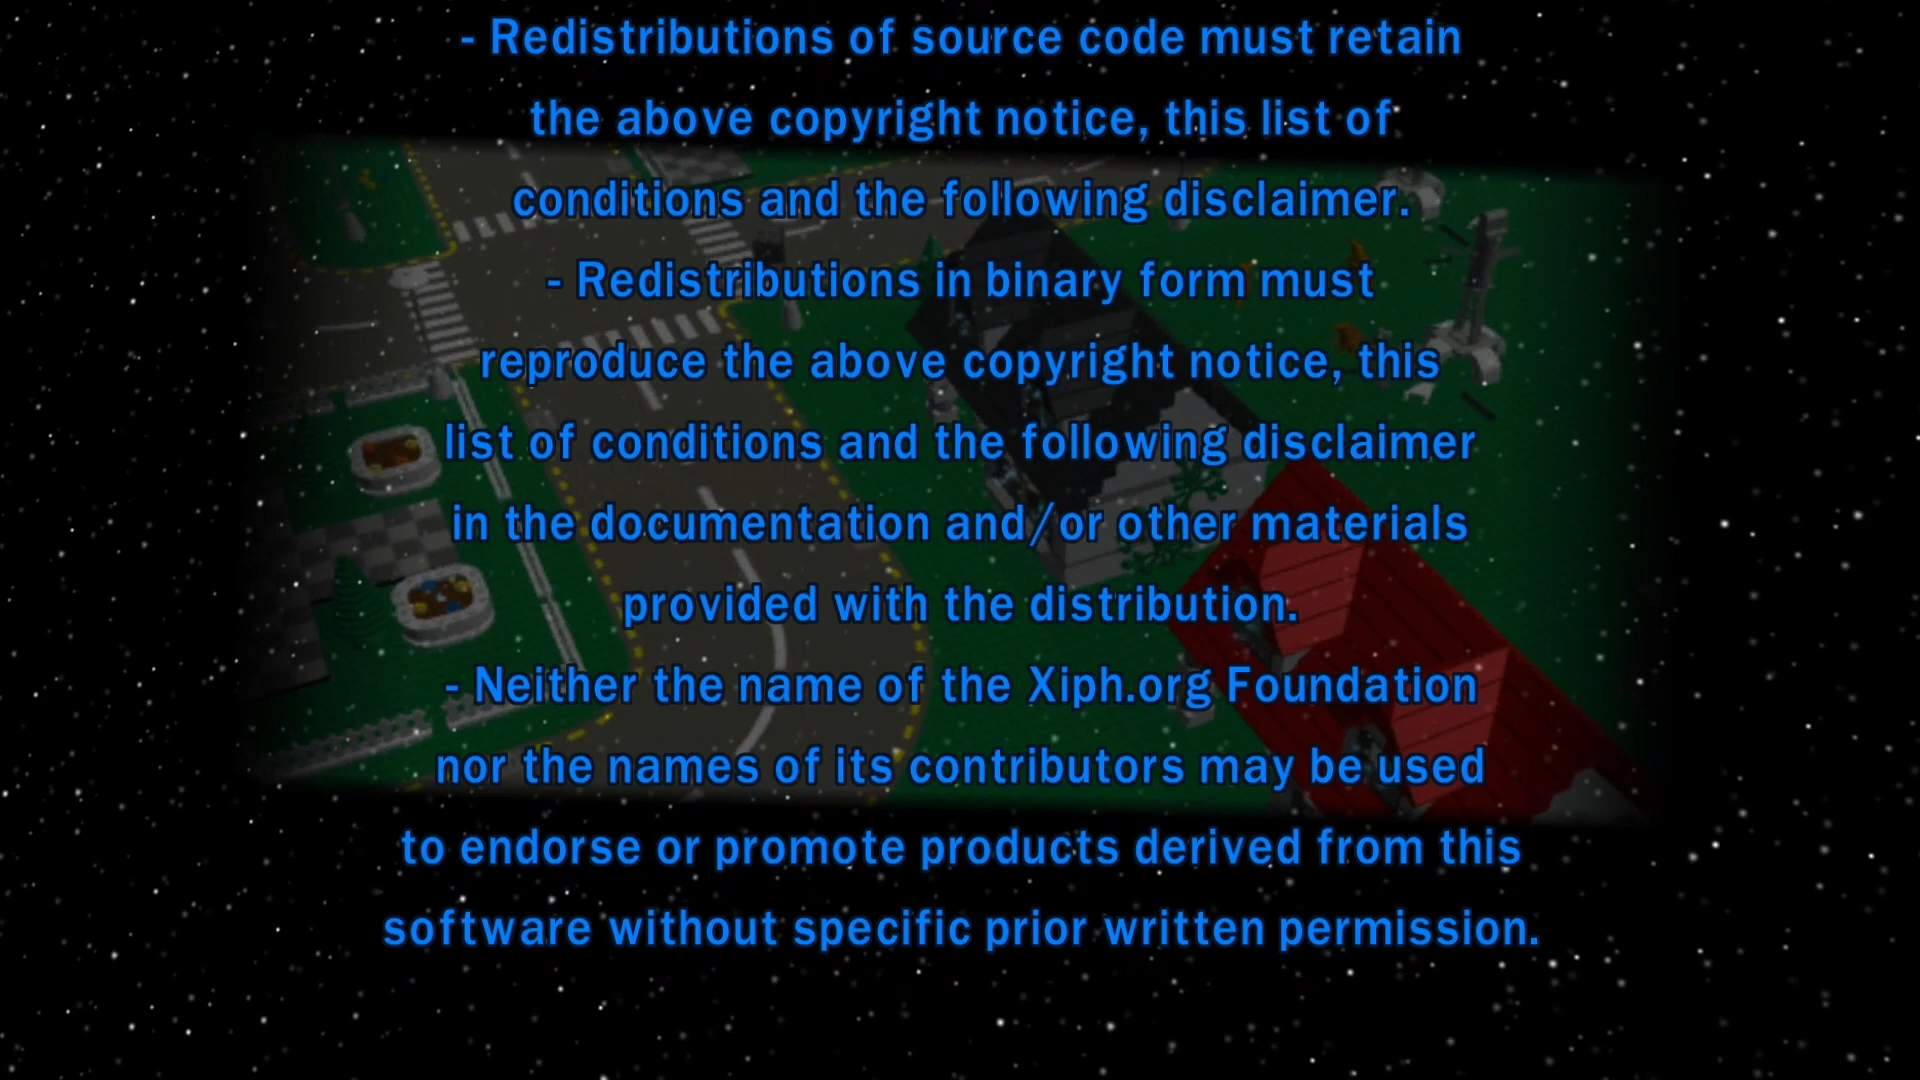 - Redistributions of source code must retain
the above copyright notice, this list of
conditions and the following disclaimer.
- Redistributions in binary form must
reproduce the above copyright notice, this
list of conditions and the following disclaimer
in the documentation and/or other materials
provided with the distribution.
- Neither the name of the Xiph.org Foundation
nor the names of its contributors may be used
to endorse or promote products derived from this
software without specific prior written permission.